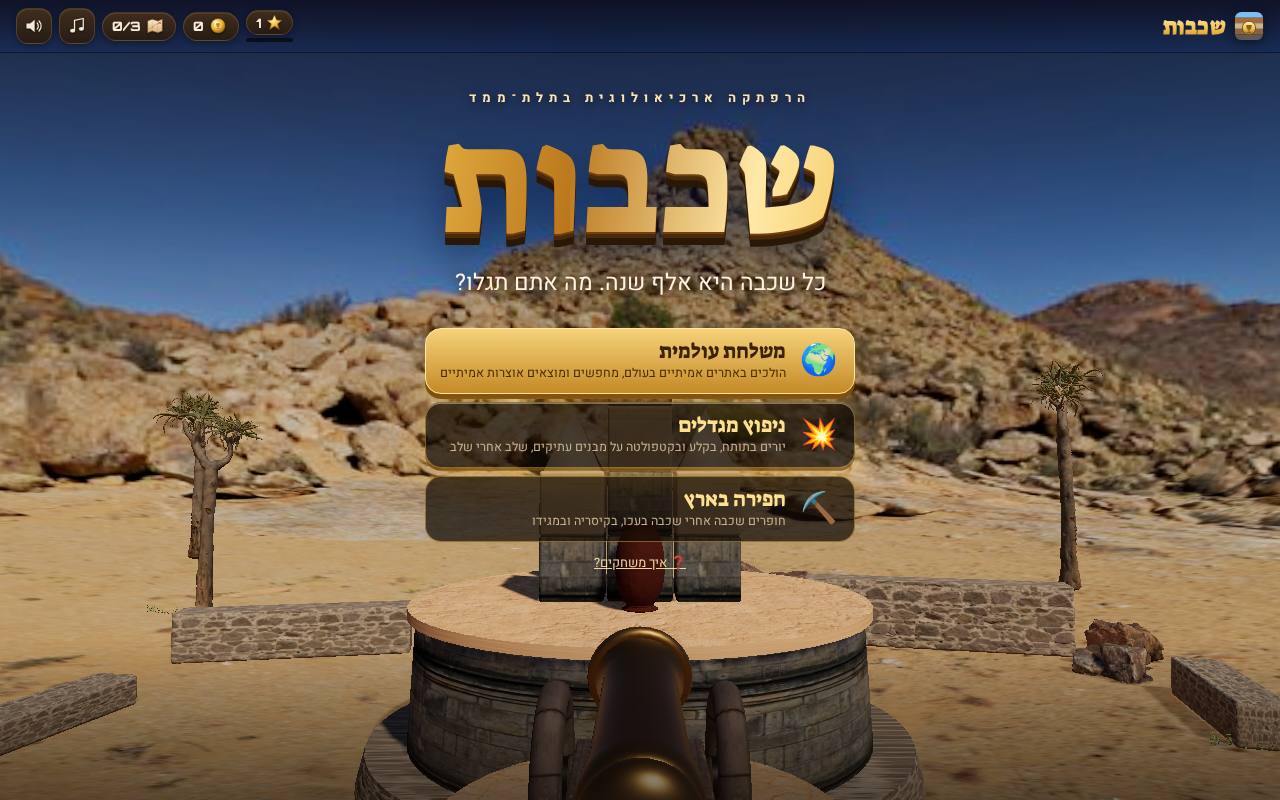 שכבות
1
0
0/3
הרפתקה ארכיאולוגית בתלת־ממד
שכבות
כל שכבה היא אלף שנה. מה אתם תגלו?
משלחת עולמית
הולכים באתרים אמיתיים בעולם, מחפשים ומוצאים אוצרות אמיתיים
ניפוץ מגדלים
יורים בתותח, בקלע ובקטפולטה על מבנים עתיקים, שלב אחרי שלב
חפירה בארץ
חופרים שכבה אחרי שכבה בעכו, בקיסריה ובמגידו
❓ איך משחקים?